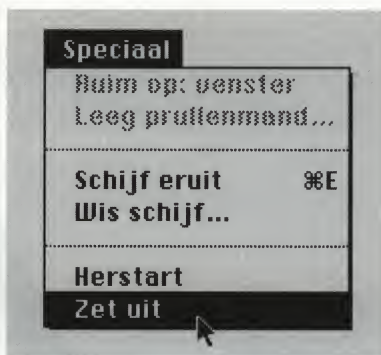 Speciaal
Ruim op: venster
Leeg prullenmand...
Schijf eruit ⌘E
Wis schijf...
Herstart
Zet uit